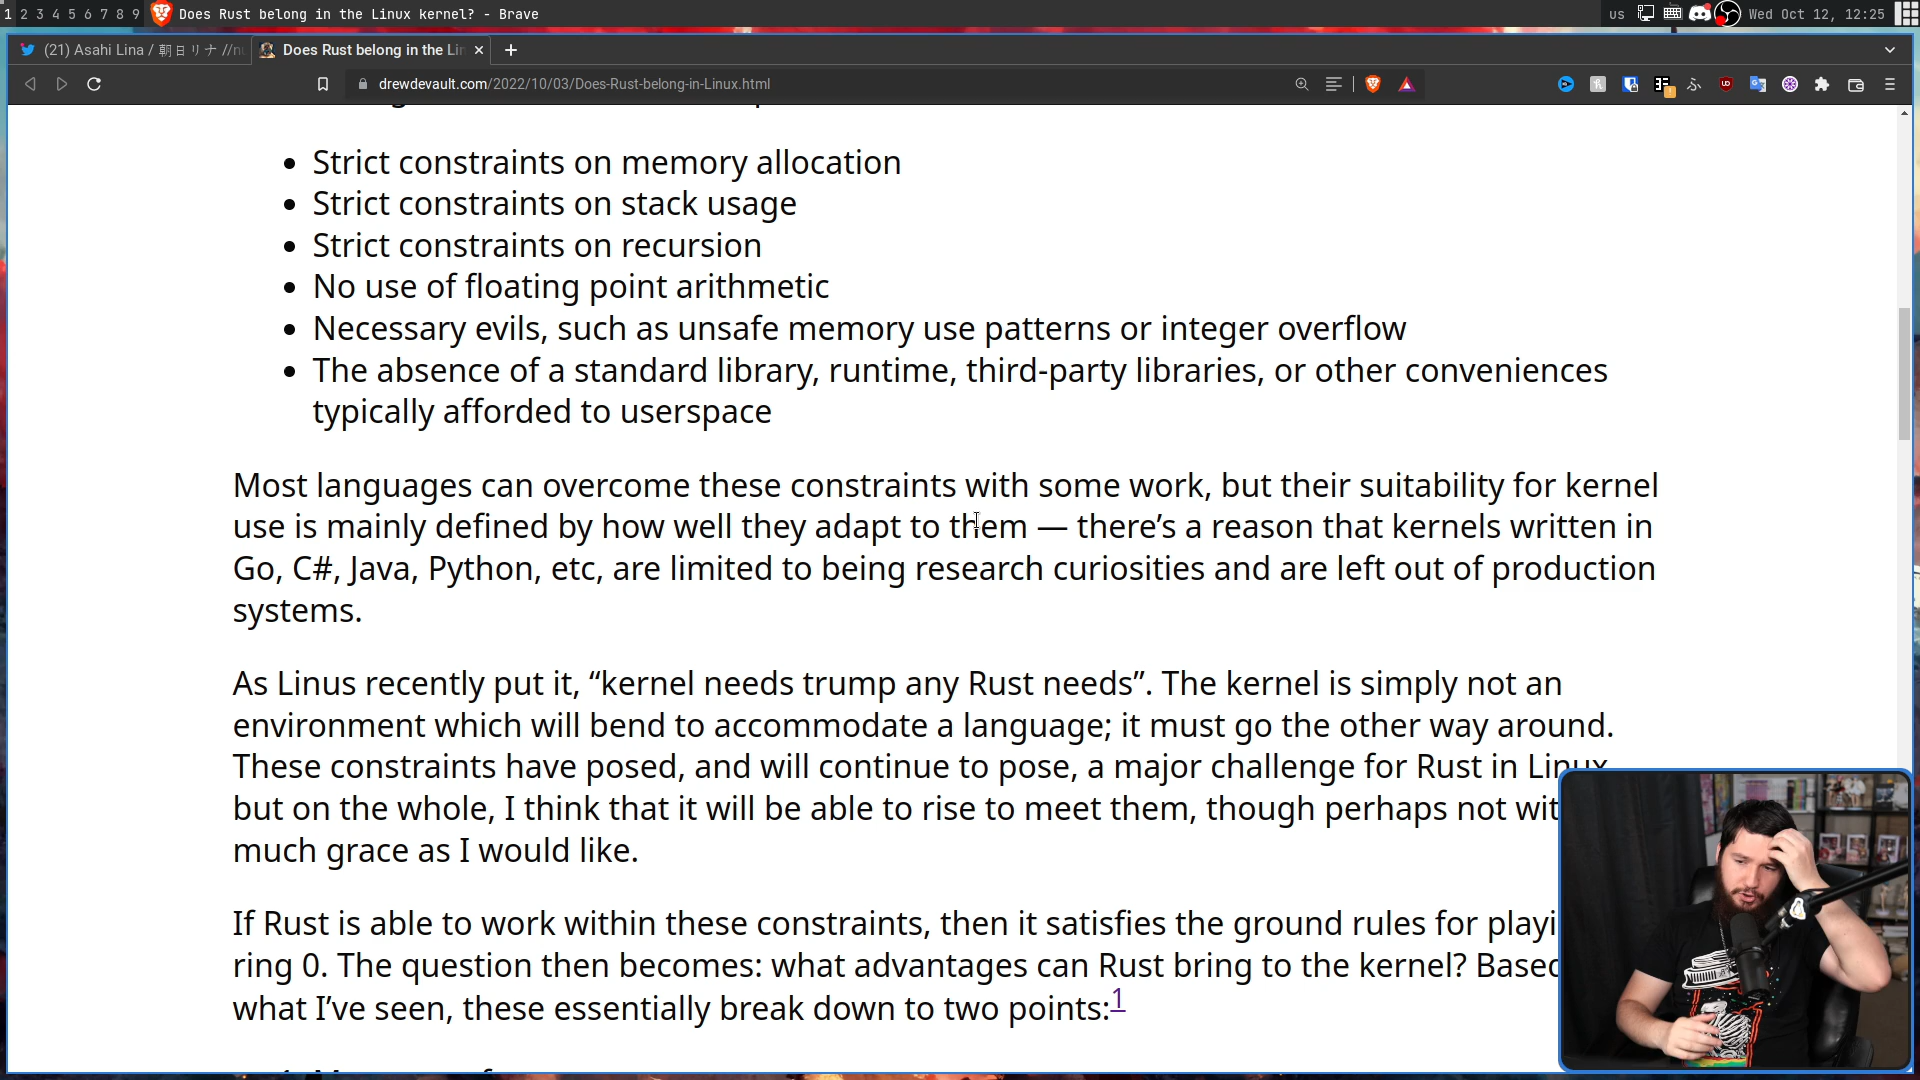 1 2 3 4 5 6 7 8 9 Does Rust belong in the Linux kernel? - Brave us Wed Oct 12, 12:25
(21) Asahi Lina / 朝日リナ //n Does Rust belong in the Lin
drewdevault.com/2022/10/03/Does-Rust-belong-in-Linux.html
• Strict constraints on memory allocation
• Strict constraints on stack usage
• Strict constraints on recursion
• No use of floating point arithmetic
• Necessary evils, such as unsafe memory use patterns or integer overflow
• The absence of a standard library, runtime, third-party libraries, or other conveniences
typically afforded to userspace
Most languages can overcome these constraints with some work, but their suitability for kernel
use is mainly defined by how well they adapt to them — there’s a reason that kernels written in
Go, C#, Java, Python, etc, are limited to being research curiosities and are left out of production
systems.
As Linus recently put it, “kernel needs trump any Rust needs”. The kernel is simply not an
environment which will bend to accommodate a language; it must go the other way around.
These constraints have posed, and will continue to pose, a major challenge for Rust in Linux
but on the whole, I think that it will be able to rise to meet them, though perhaps not wit
much grace as I would like.
If Rust is able to work within these constraints, then it satisfies the ground rules for playi
ring 0. The question then becomes: what advantages can Rust bring to the kernel? Based
what I’ve seen, these essentially break down to two points:1